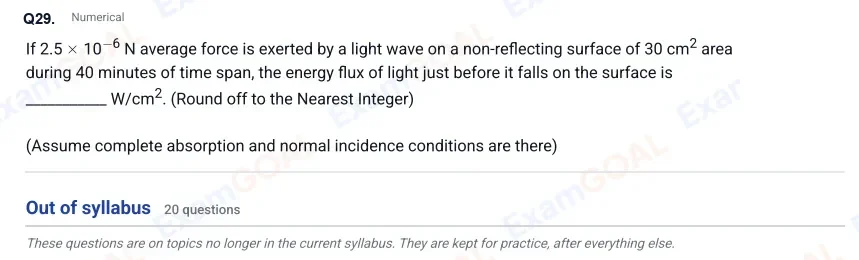 Q29. Numerical
If 2.5 × 10⁻⁶ N average force is exerted by a light wave on a non-reflecting surface of 30 cm² area
during 40 minutes of time span, the energy flux of light just before it falls on the surface is
__________ W/cm². (Round off to the Nearest Integer)
(Assume complete absorption and normal incidence conditions are there)
Out of syllabus 20 questions
These questions are on topics no longer in the current syllabus. They are kept for practice, after everything else.
ExamGOAL